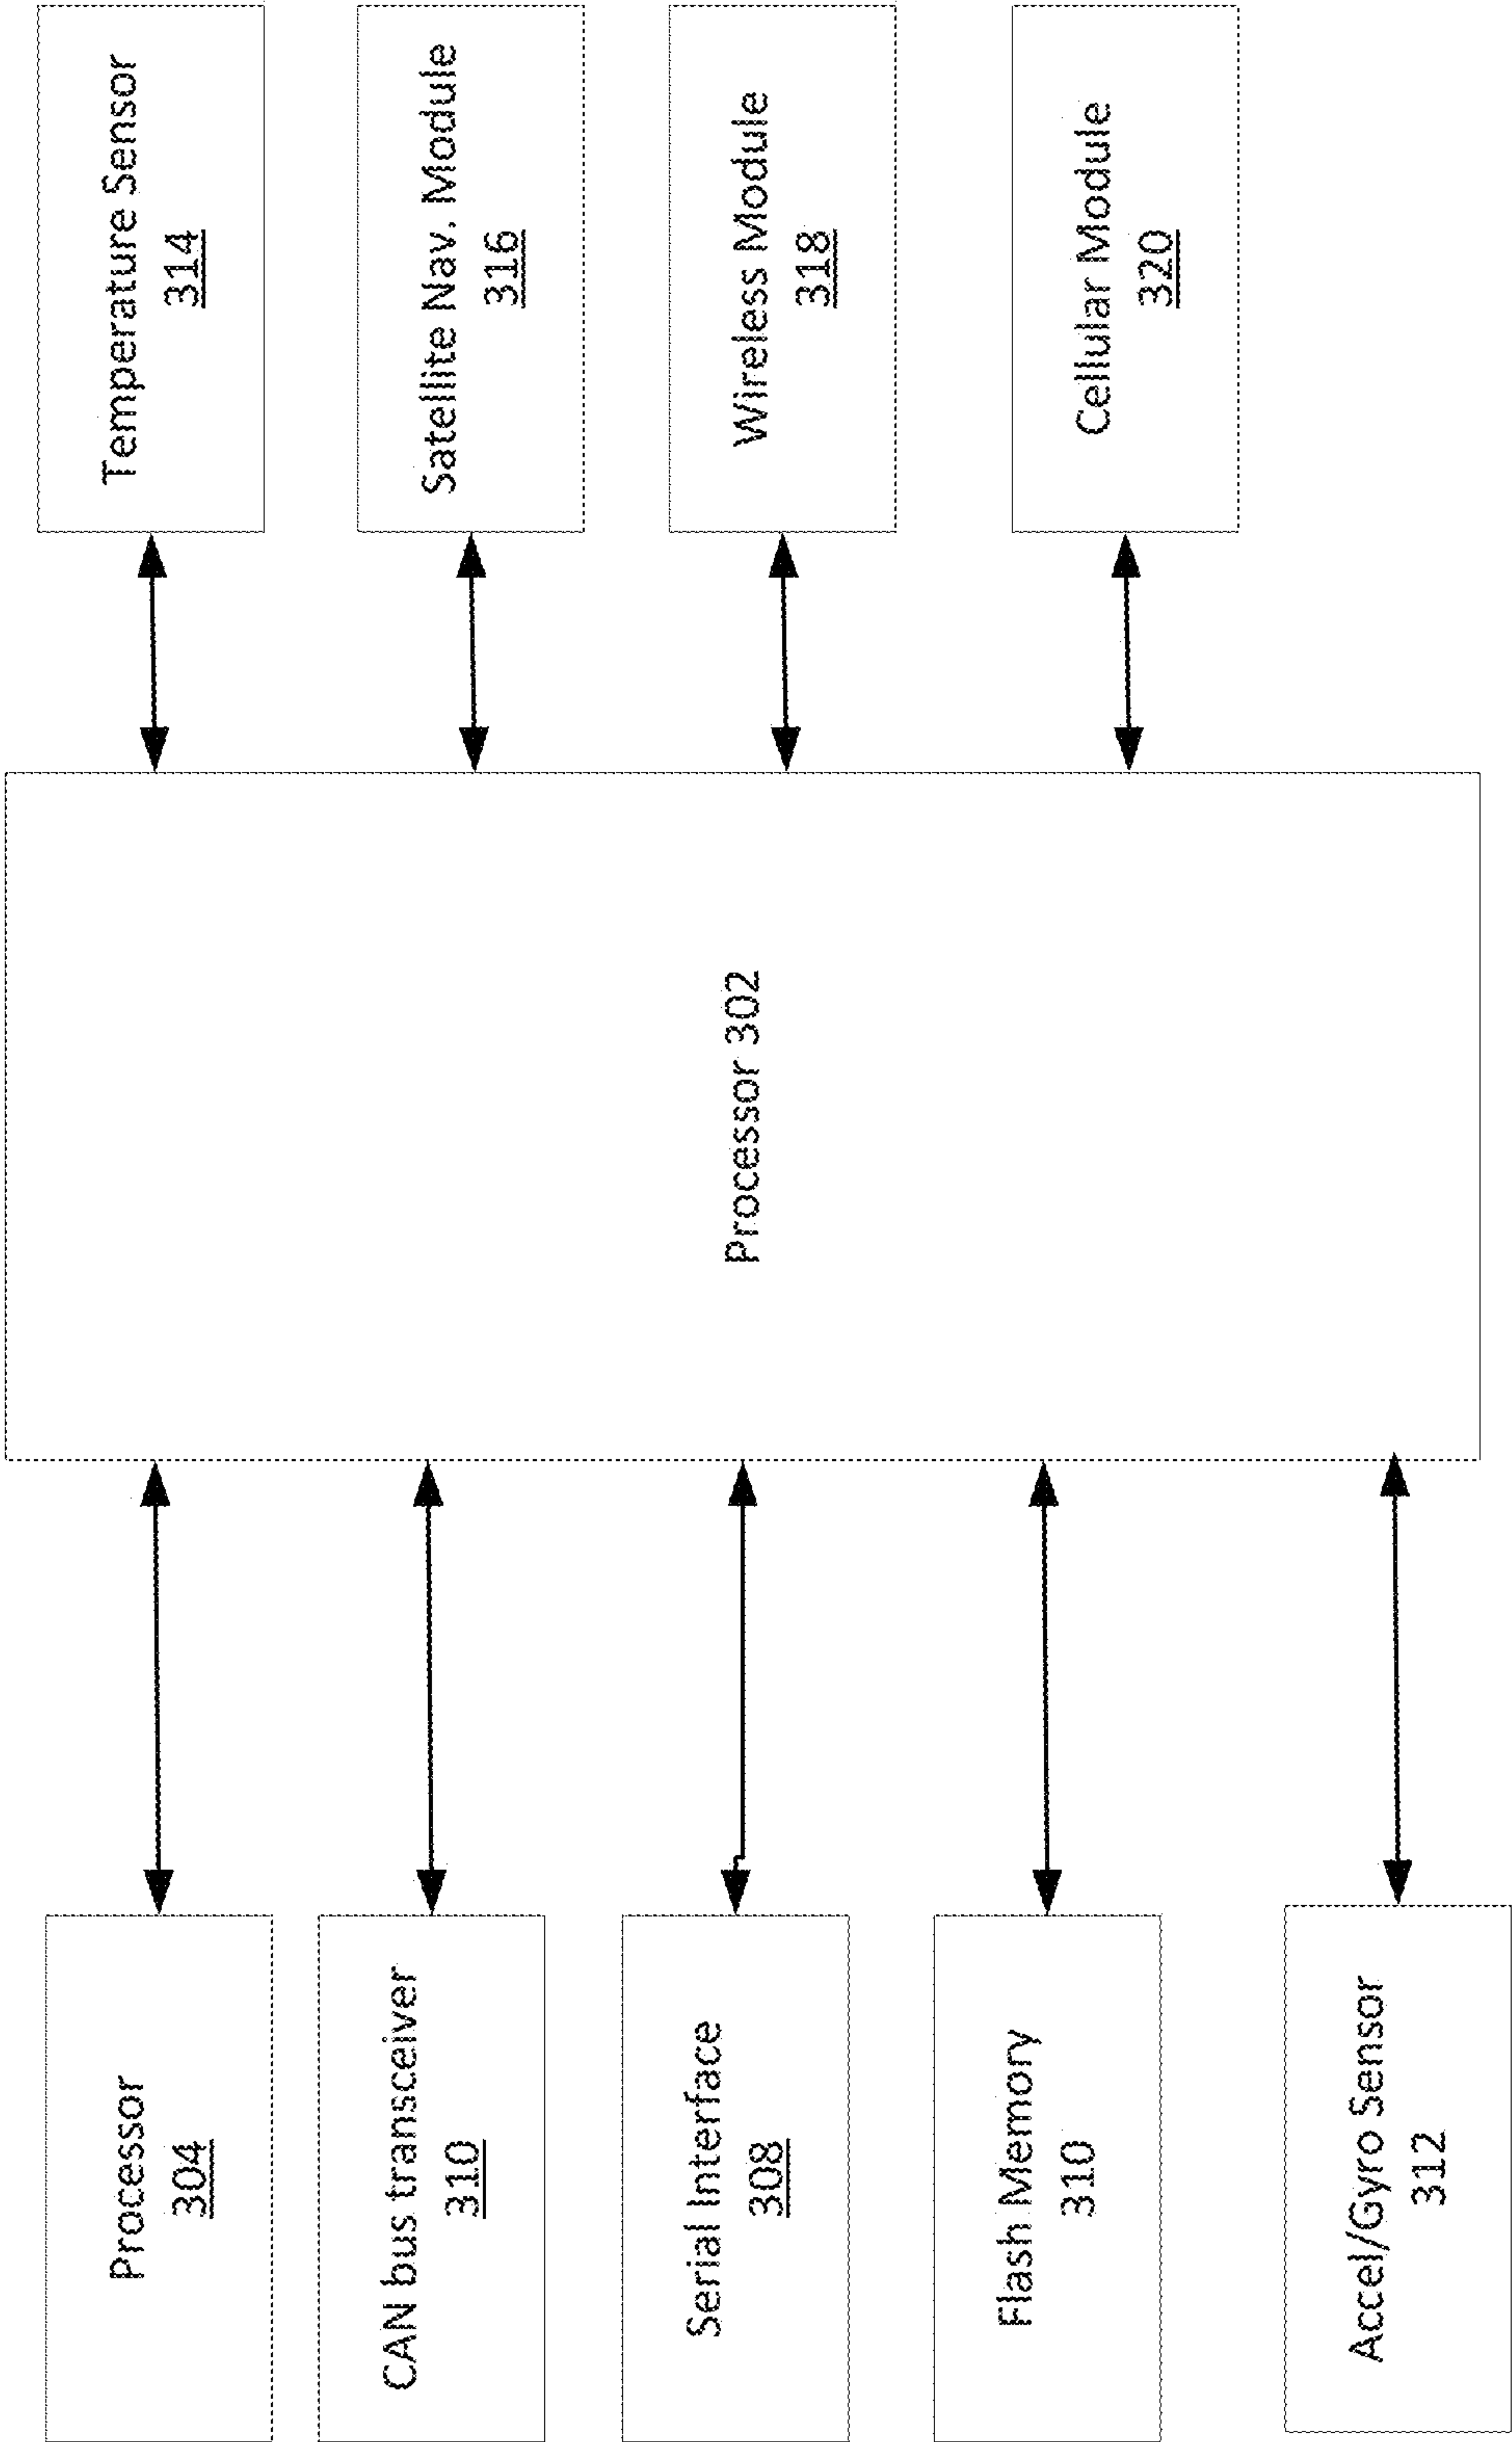 Processor
304
CAN bus transceiver
310
Serial Interface
308
Flash Memory
310
Accel/Gyro Sensor
312
Processor 302
Temperature Sensor
314
Satellite Nav. Module
316
Wireless Module
318
Cellular Module
320